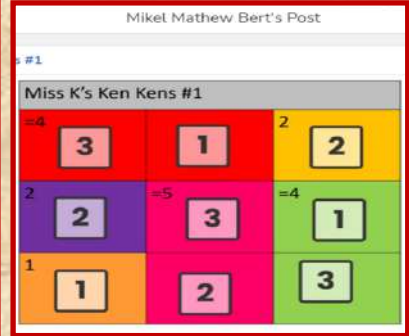 Mikel Mathew Bert's Post
s #1
Miss K's Ken Kens #1
=4 3 1 2 2
2 2 =5 3 =4 1
1 1 2 3